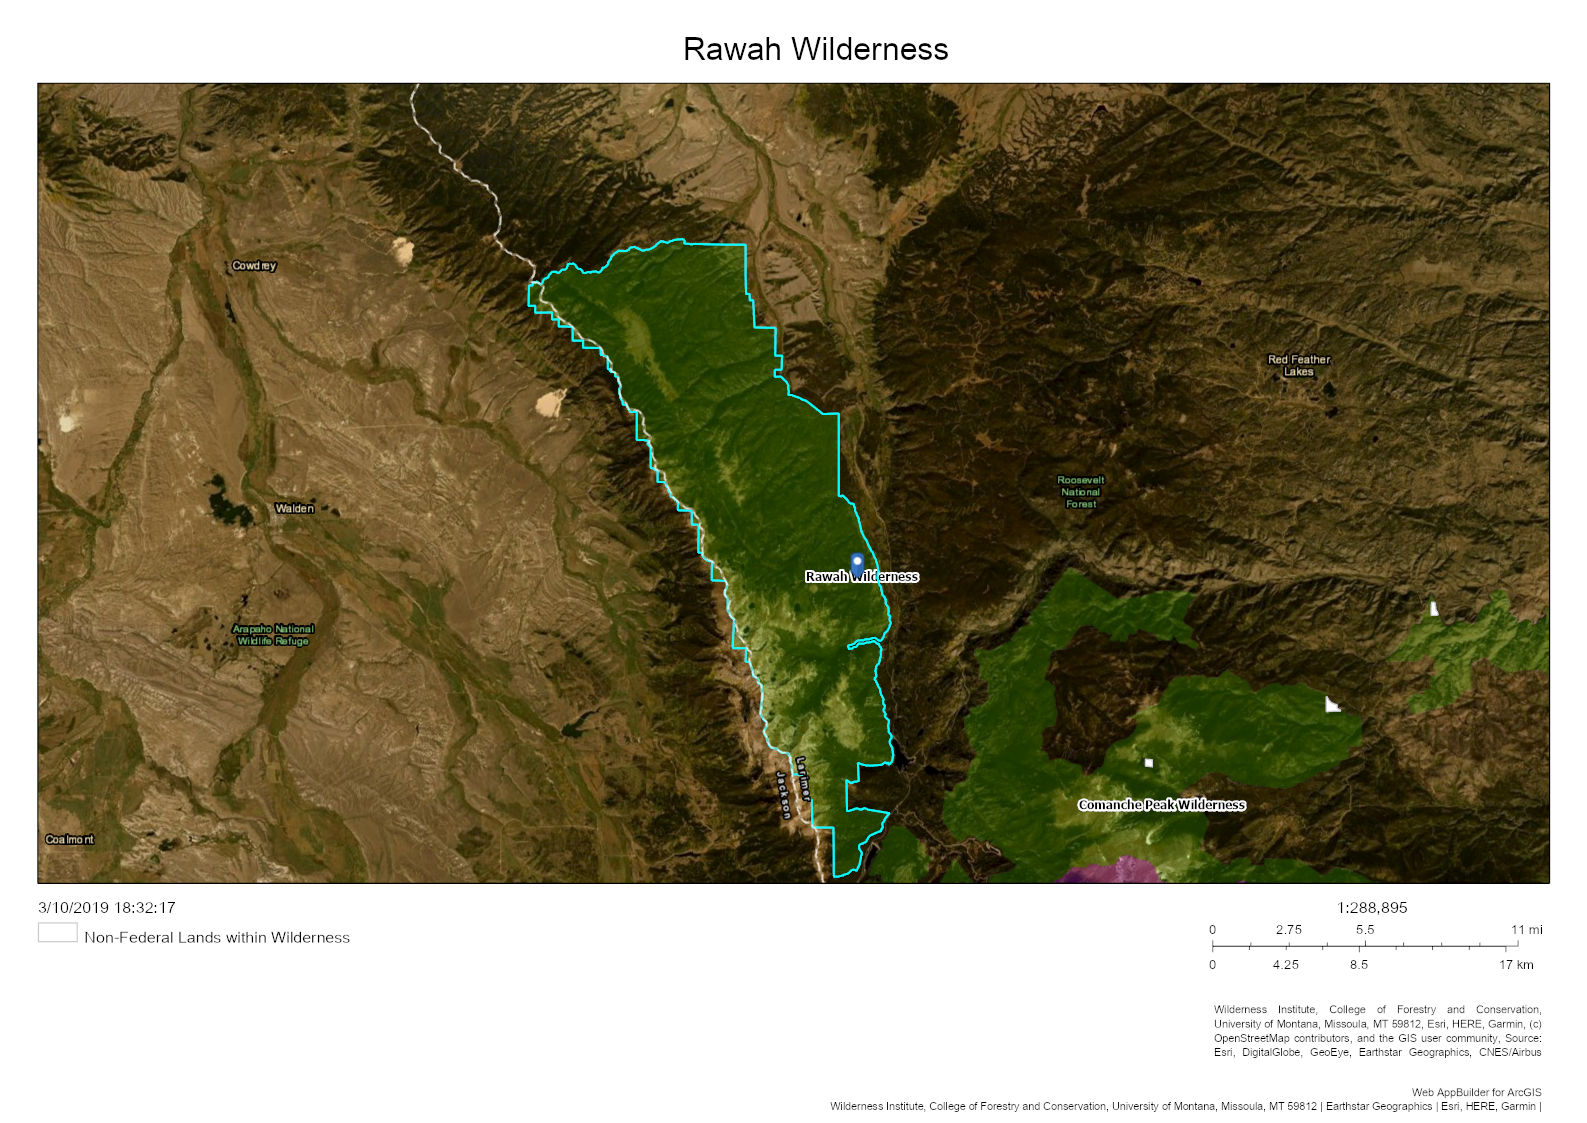 Rawah Wilderness
Cowdrey
Red Feather
Lakes
Roosevelt
National
Forest
Walden
Rawah Wilderness
Arapaho National
Wildlife Refuge
Larimer
Jackson
Comanche Peak Wilderness
Coalmont
3/10/2019 18:32:17
Non-Federal Lands within Wilderness
1:288,895
0 2.75 5.5 11 mi
0 4.25 8.5 17 km
Wilderness Institute, College of Forestry and Conservation,
University of Montana, Missoula, MT 59812, Esri, HERE, Garmin, (c)
OpenStreetMap contributors, and the GIS user community, Source:
Esri, DigitalGlobe, GeoEye, Earthstar Geographics, CNES/Airbus
Web AppBuilder for ArcGIS
Wilderness Institute, College of Forestry and Conservation, University of Montana, Missoula, MT 59812 | Earthstar Geographics | Esri, HERE, Garmin |